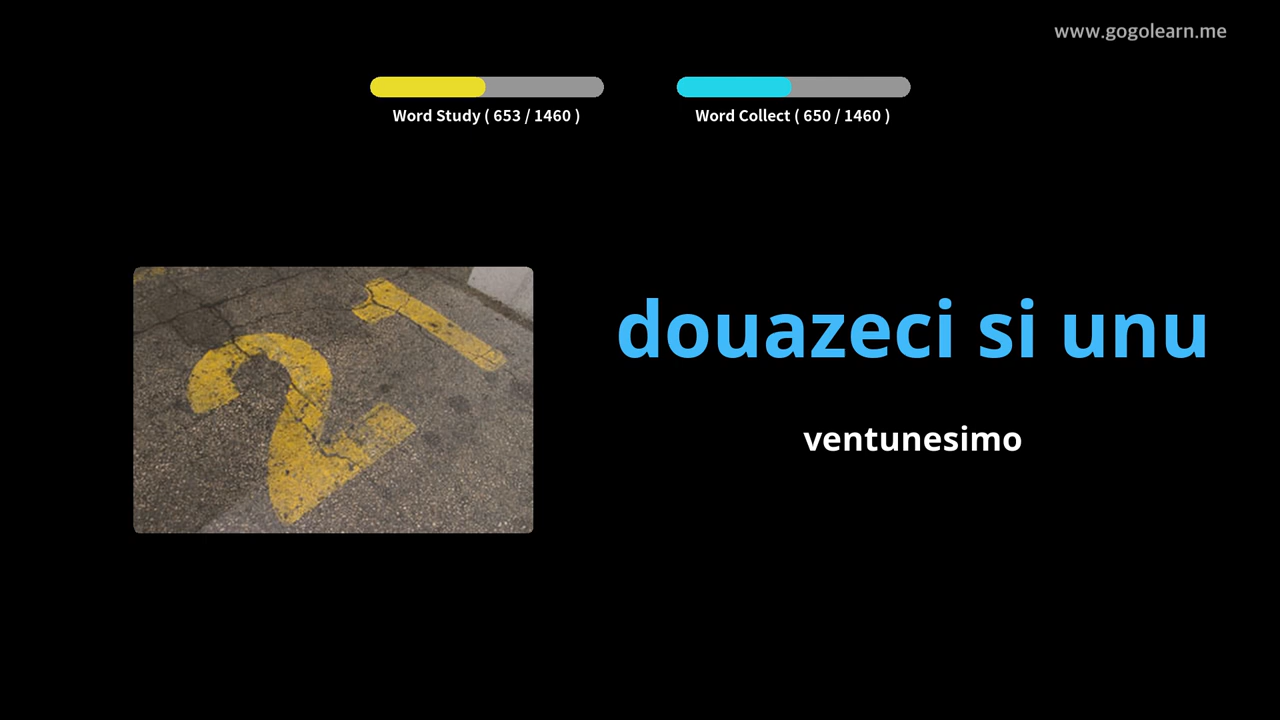 www.gogolearn.me
Word Study ( 653 / 1460 )
Word Collect ( 650 / 1460 )
21
douazeci si unu
ventunesimo